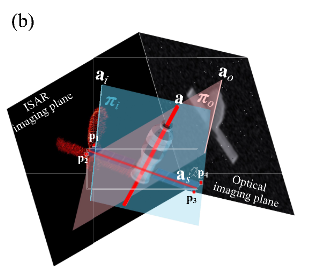 (b)
ISAR
imaging plane
a_i
a_o
π_i
a
π_o
p_1
p_2
a_s
p_4
p_3
Optical
imaging plane